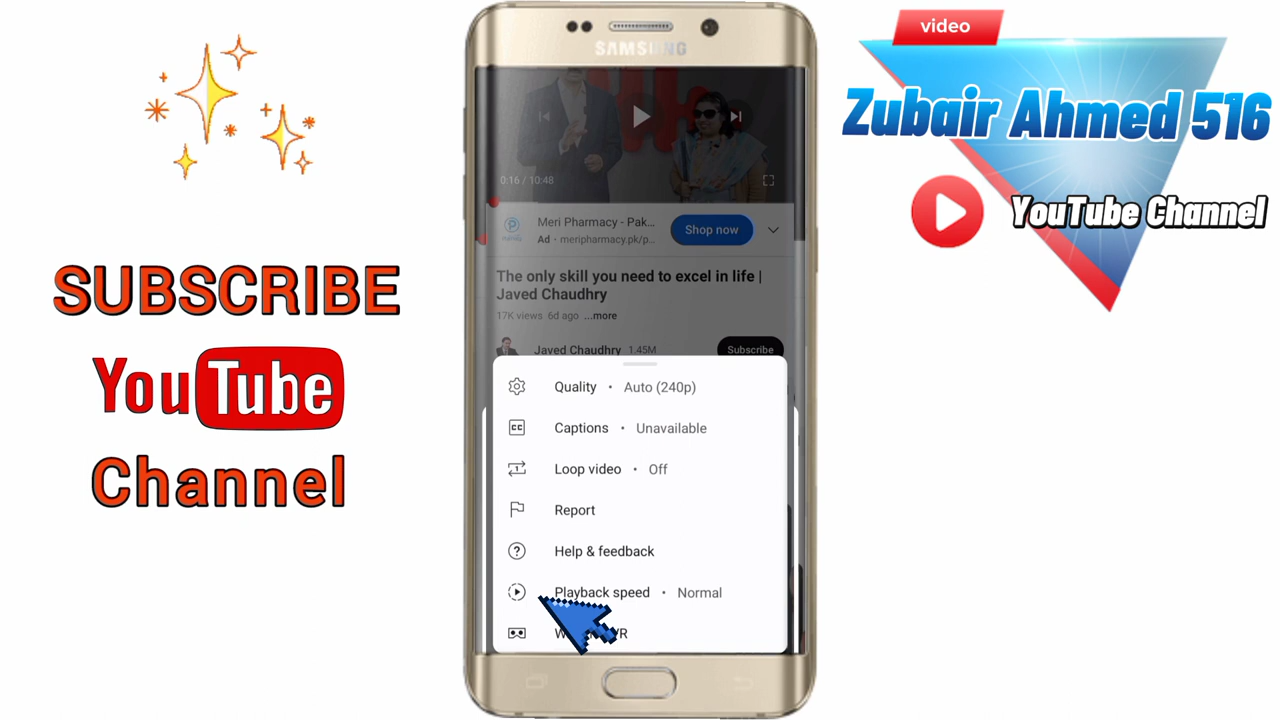 SUBSCRIBE
YouTube
Channel
SAMSUNG
0:16 / 10:48
Meri Pharmacy - Pak...
Ad • meripharmacy.pk/p...
Shop now
The only skill you need to excel in life |
Javed Chaudhry
17K views 6d ago ...more
Javed Chaudhry 1.45M
Subscribe
Quality • Auto (240p)
Captions • Unavailable
Loop video • Off
Report
Help & feedback
Playback speed • Normal
video
Zubair Ahmed 516
YouTube Channel